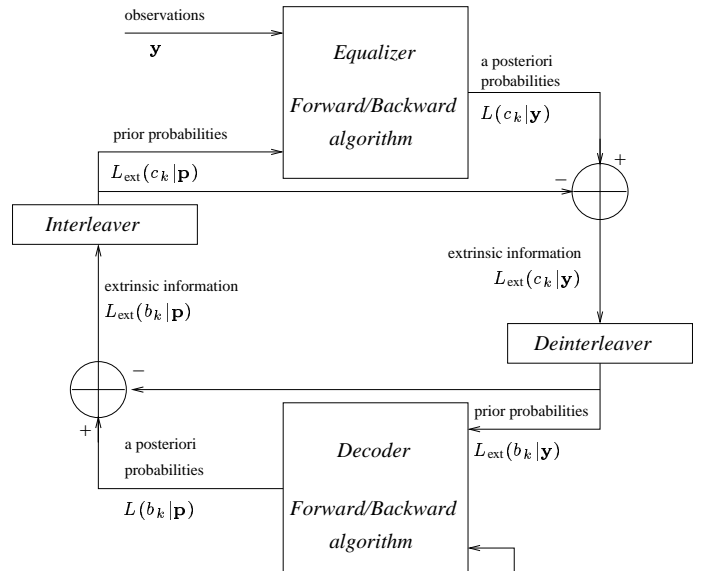 observations
y
Equalizer
Forward/Backward
algorithm
a posteriori
probabilities
L(c_k|y)
prior probabilities
L_ext(c_k|p)
−
+
Interleaver
extrinsic information
L_ext(c_k|y)
extrinsic information
L_ext(b_k|p)
Deinterleaver
−
+
prior probabilities
L_ext(b_k|y)
a posteriori
probabilities
L(b_k|p)
Decoder
Forward/Backward
algorithm